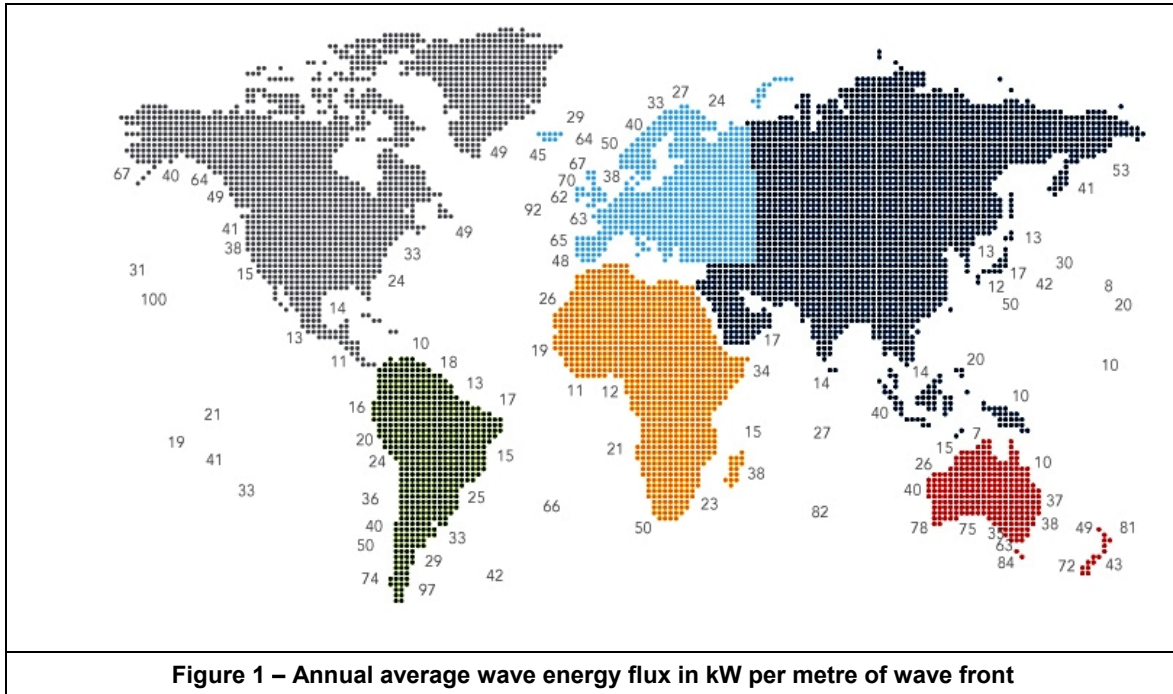 27
33 24
29
40
64 50
49 45
67
67 40 64 70 38 53
49 62 41
92 63
41 49
38 33 65 13 13
48
31 15 24 17 30
12 42 8
100 26 50 20
14
13 17
10 19
11 18 34 14 14 20 10
13 11 12
16 17 40 10
21
19 20 15 27 7
41 24 15 21 15
38 26 10
33 36 25 40 37
66 23 82
40 50 78 75 35 38 49 81
50 33 63
29 84 72 43
74 97 42
Figure 1 – Annual average wave energy flux in kW per metre of wave front